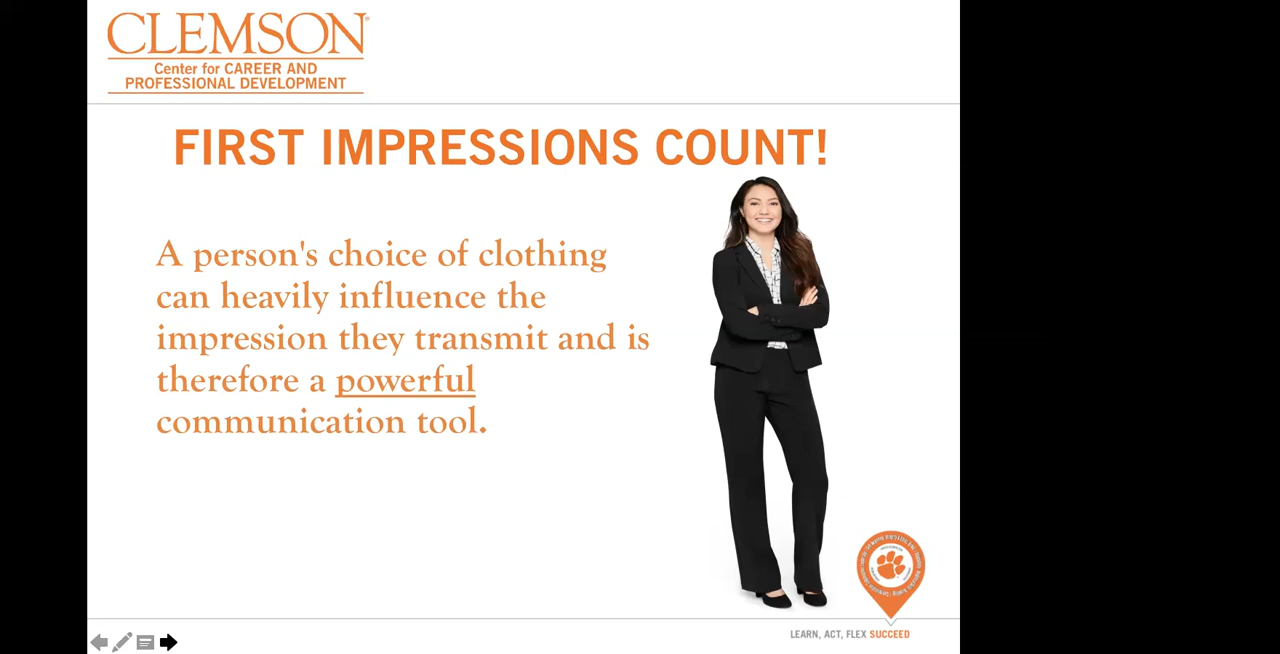 CLEMSON®
Center for CAREER AND
PROFESSIONAL DEVELOPMENT
FIRST IMPRESSIONS COUNT!
A person's choice of clothing
can heavily influence the
impression they transmit and is
therefore a powerful
communication tool.
LEARN, ACT, FLEX SUCCEED